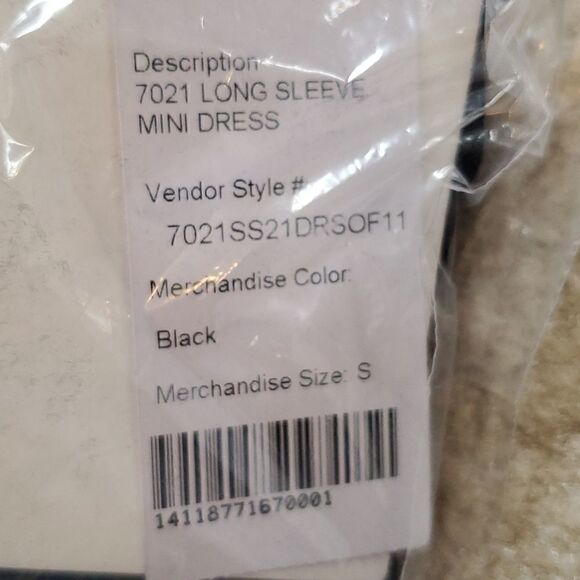 Description
7021 LONG SLEEVE
MINI DRESS
Vendor Style #
7021SS21DRSOF11
Merchandise Color:
Black
Merchandise Size: S
14118771670001